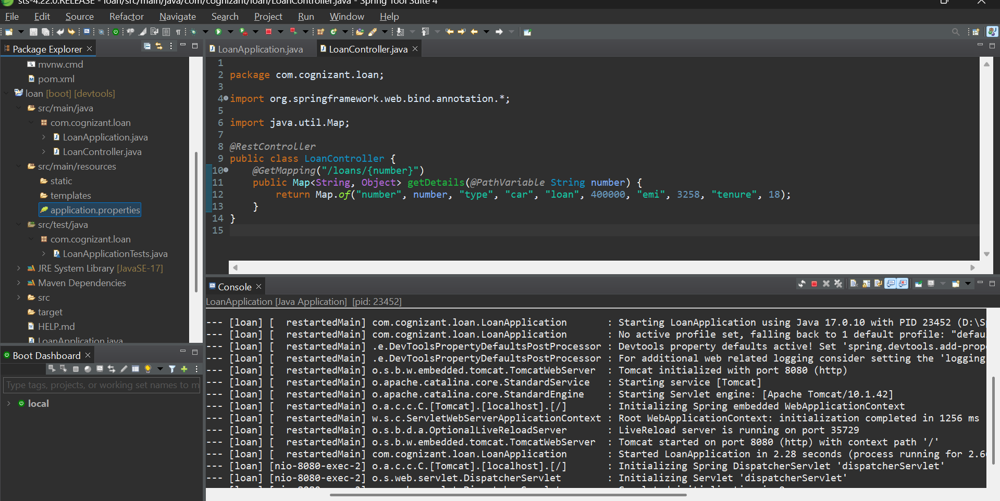 sts-4.22.0.RELEASE - loan/src/main/java/com/cognizant/loan/LoanController.java - Spring Tool Suite 4
File Edit Source Refactor Navigate Search Project Run Window Help
Package Explorer
mvnw.cmd
pom.xml
loan [boot] [devtools]
src/main/java
com.cognizant.loan
LoanApplication.java
LoanController.java
src/main/resources
static
templates
application.properties
src/test/java
com.cognizant.loan
LoanApplicationTests.java
JRE System Library [JavaSE-17]
Maven Dependencies
src
target
HELP.md
LoanApplication.java
Boot Dashboard
Type tags, projects, or working set names to m
local
LoanApplication.java LoanController.java
1
2 package com.cognizant.loan;
3
4 import org.springframework.web.bind.annotation.*;
5
6 import java.util.Map;
7
8 @RestController
9 public class LoanController {
10 @GetMapping("/loans/{number}")
11 public Map<String, Object> getDetails(@PathVariable String number) {
12 return Map.of("number", number, "type", "car", "loan", 400000, "emi", 3258, "tenure", 18);
13 }
14 }
15
Console
LoanApplication [Java Application] [pid: 23452]
--- [loan] [  restartedMain] com.cognizant.loan.LoanApplication : Starting LoanApplication using Java 17.0.10 with PID 23452 (D:\S
--- [loan] [  restartedMain] com.cognizant.loan.LoanApplication : No active profile set, falling back to 1 default profile: "defau
--- [loan] [  restartedMain] .e.DevToolsPropertyDefaultsPostProcessor : Devtools property defaults active! Set 'spring.devtools.add-prop
--- [loan] [  restartedMain] .e.DevToolsPropertyDefaultsPostProcessor : For additional web related logging consider setting the 'logging
--- [loan] [  restartedMain] o.s.b.w.embedded.tomcat.TomcatWebServer : Tomcat initialized with port 8080 (http)
--- [loan] [  restartedMain] o.apache.catalina.core.StandardService : Starting service [Tomcat]
--- [loan] [  restartedMain] o.apache.catalina.core.StandardEngine : Starting Servlet engine: [Apache Tomcat/10.1.42]
--- [loan] [  restartedMain] o.a.c.c.C.[Tomcat].[localhost].[/] : Initializing Spring embedded WebApplicationContext
--- [loan] [  restartedMain] w.s.c.ServletWebServerApplicationContext : Root WebApplicationContext: initialization completed in 1256 ms
--- [loan] [  restartedMain] o.s.b.d.a.OptionalLiveReloadServer : LiveReload server is running on port 35729
--- [loan] [  restartedMain] o.s.b.w.embedded.tomcat.TomcatWebServer : Tomcat started on port 8080 (http) with context path '/'
--- [loan] [  restartedMain] com.cognizant.loan.LoanApplication : Started LoanApplication in 2.28 seconds (process running for 2.6
--- [loan] [nio-8080-exec-2] o.a.c.c.C.[Tomcat].[localhost].[/] : Initializing Spring DispatcherServlet 'dispatcherServlet'
--- [loan] [nio-8080-exec-2] o.s.web.servlet.DispatcherServlet : Initializing Servlet 'dispatcherServlet'